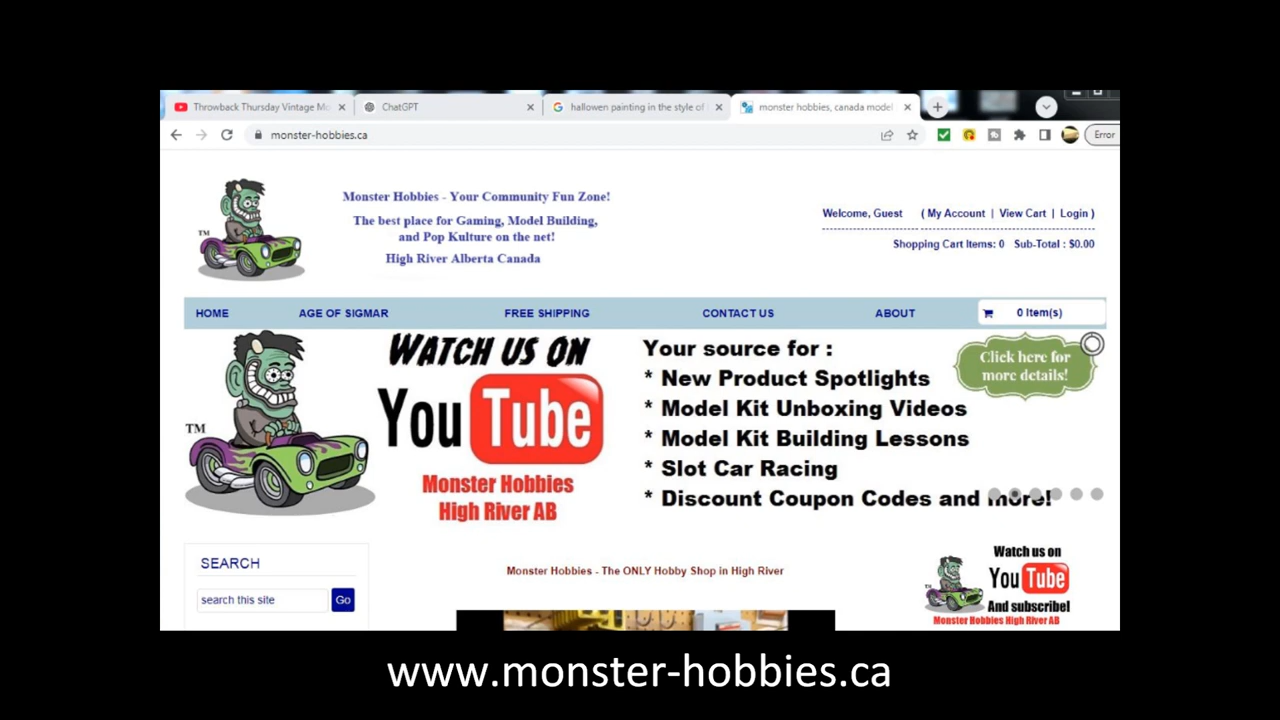 Throwback Thursday Vintage Mo
ChatGPT
hallowen painting in the style of
monster hobbies, canada model
monster-hobbies.ca
Error
Monster Hobbies - Your Community Fun Zone!
The best place for Gaming, Model Building,
and Pop Kulture on the net!
High River Alberta Canada
TM
Welcome, Guest ( My Account | View Cart | Login )
Shopping Cart Items: 0 Sub-Total : $0.00
HOME AGE OF SIGMAR FREE SHIPPING CONTACT US ABOUT 0 Item(s)
TM
WATCH US ON
YouTube
Monster Hobbies
High River AB
Your source for :
* New Product Spotlights
* Model Kit Unboxing Videos
* Model Kit Building Lessons
* Slot Car Racing
* Discount Coupon Codes and more!
Click here for
more details!
SEARCH
search this site Go
Monster Hobbies - The ONLY Hobby Shop in High River
Watch us on
YouTube
And subscribe!
Monster Hobbies High River AB
TM
www.monster-hobbies.ca